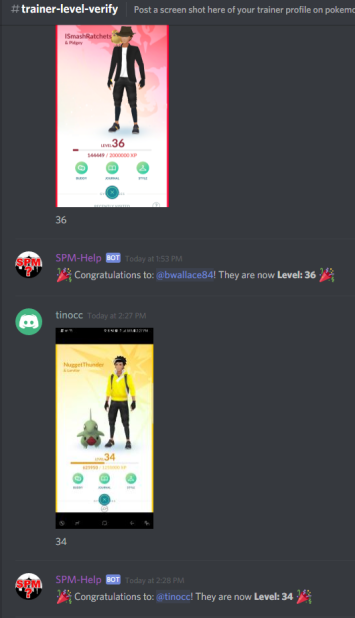 # trainer-level-verify Post a screen shot here of your trainer profile on pokemo
ISmashRatchets
& Pidgey
LEVEL 36
144449 / 2000000 XP
BUDDY JOURNAL STYLE
36
SPM-Help BOT Today at 1:53 PM
Congratulations to: @bwallace84! They are now Level: 36
tinocc Today at 2:27 PM
NuggetThunder
34
BUDDY JOURNAL STYLE
34
SPM-Help BOT Today at 2:28 PM
SPM
?
Congratulations to: @tinocc! They are now Level: 34